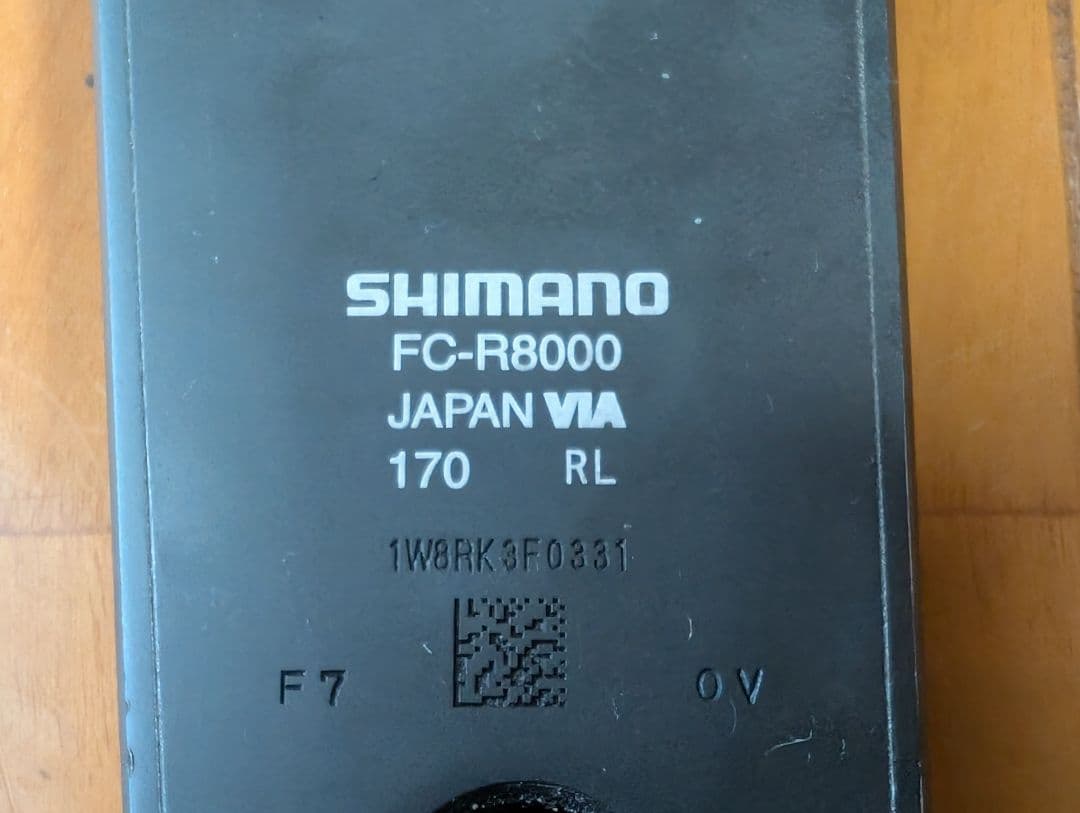 SHIMANO
FC-R8000
JAPAN VIA
170 RL
1W8RK3F0331
F7 OV